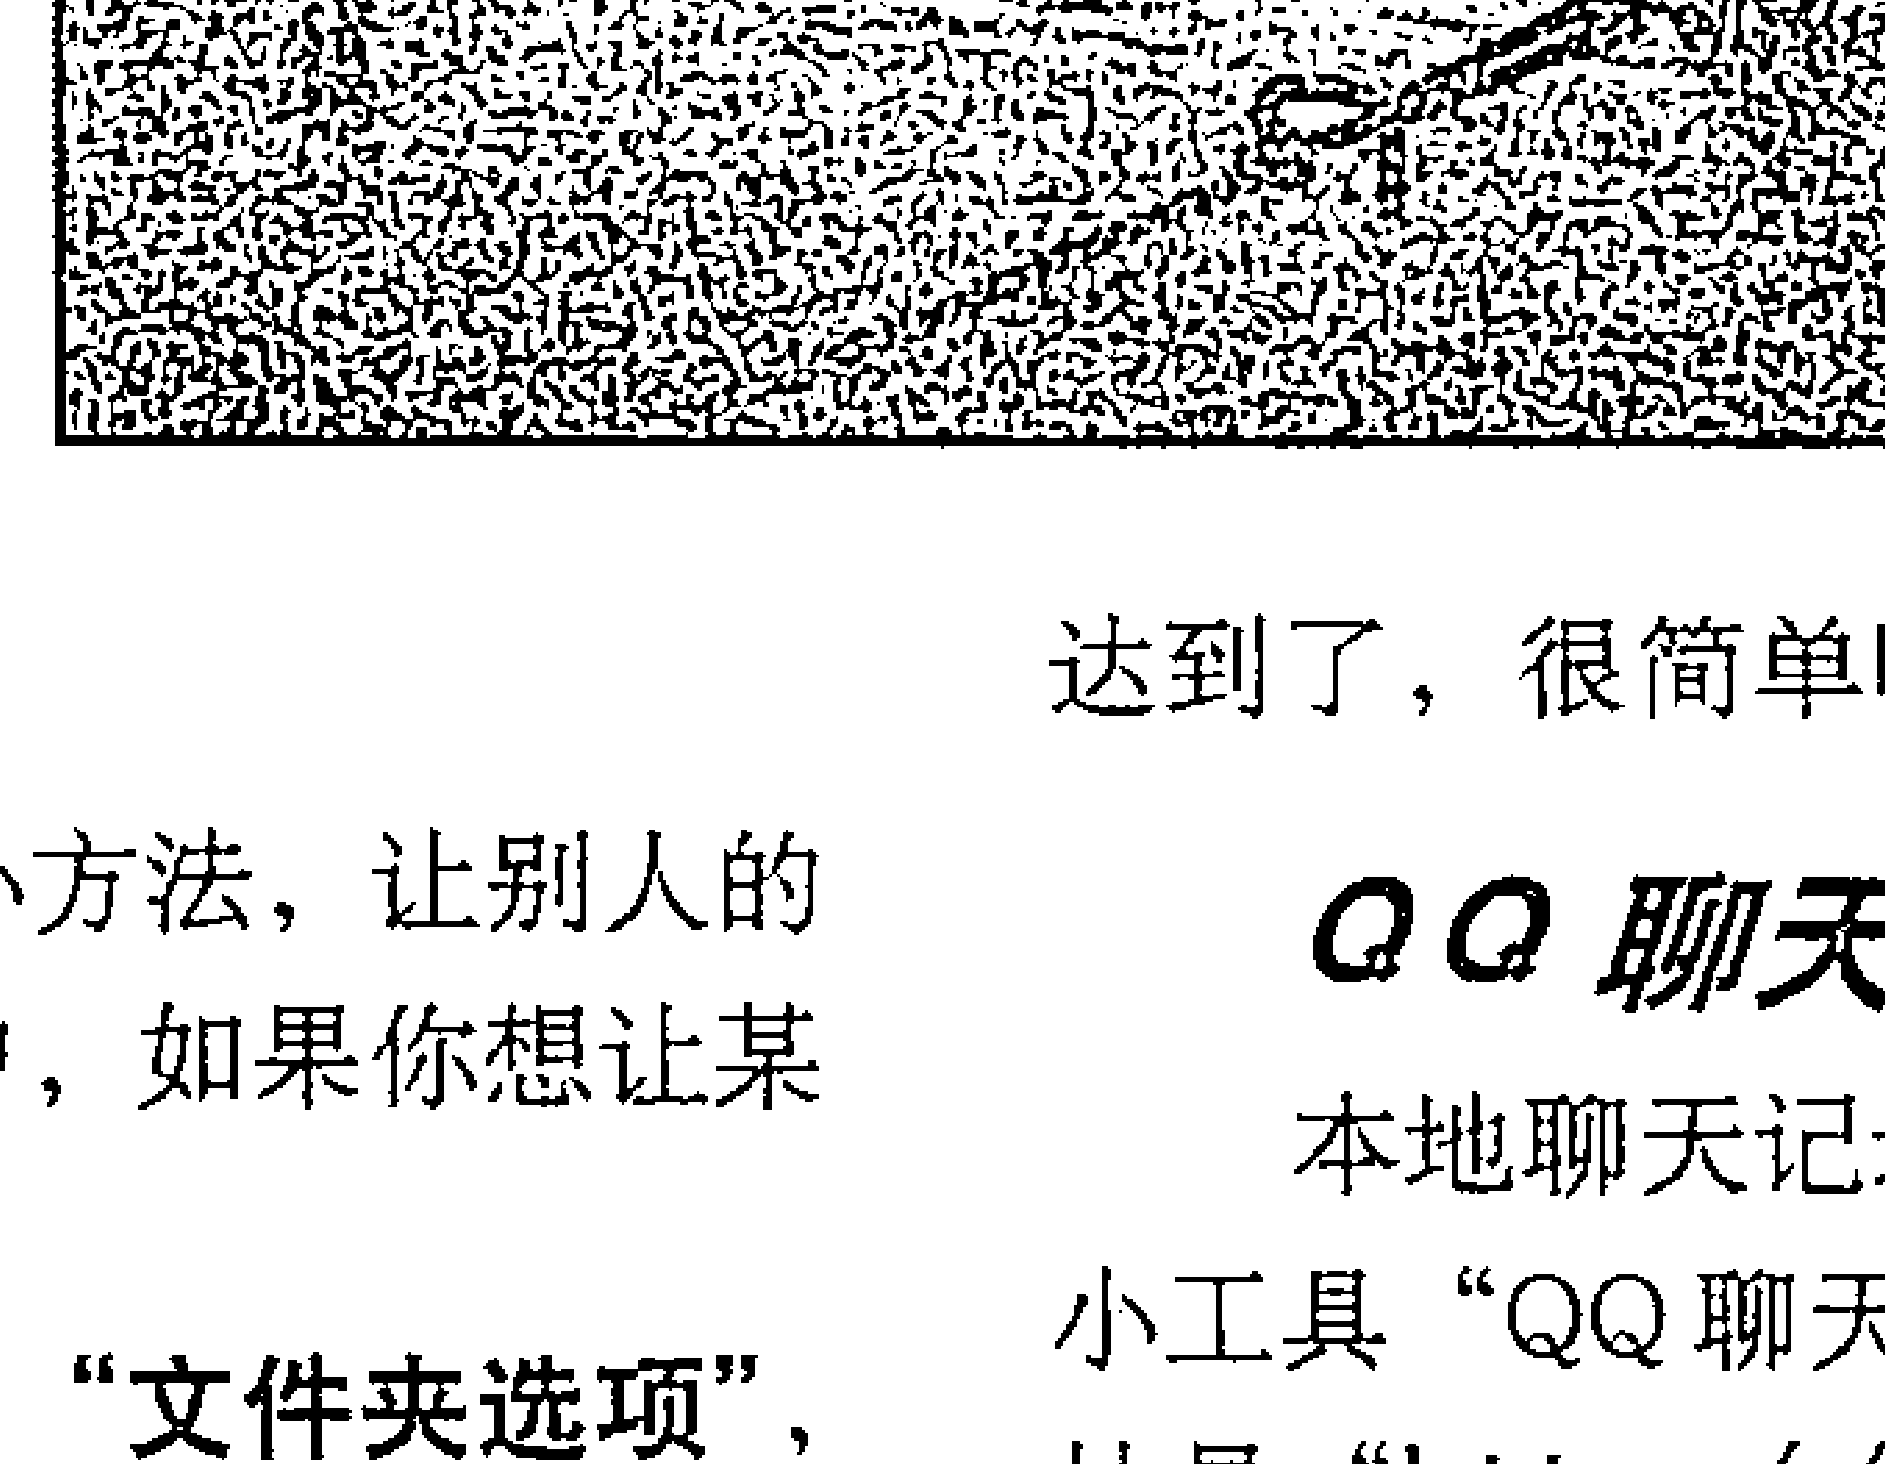 方法，让别人的
，如果你想让某
“文件夹选项”，
达到了，很简单
QQ 聊天
本地聊天记
小工具 “QQ 聊天